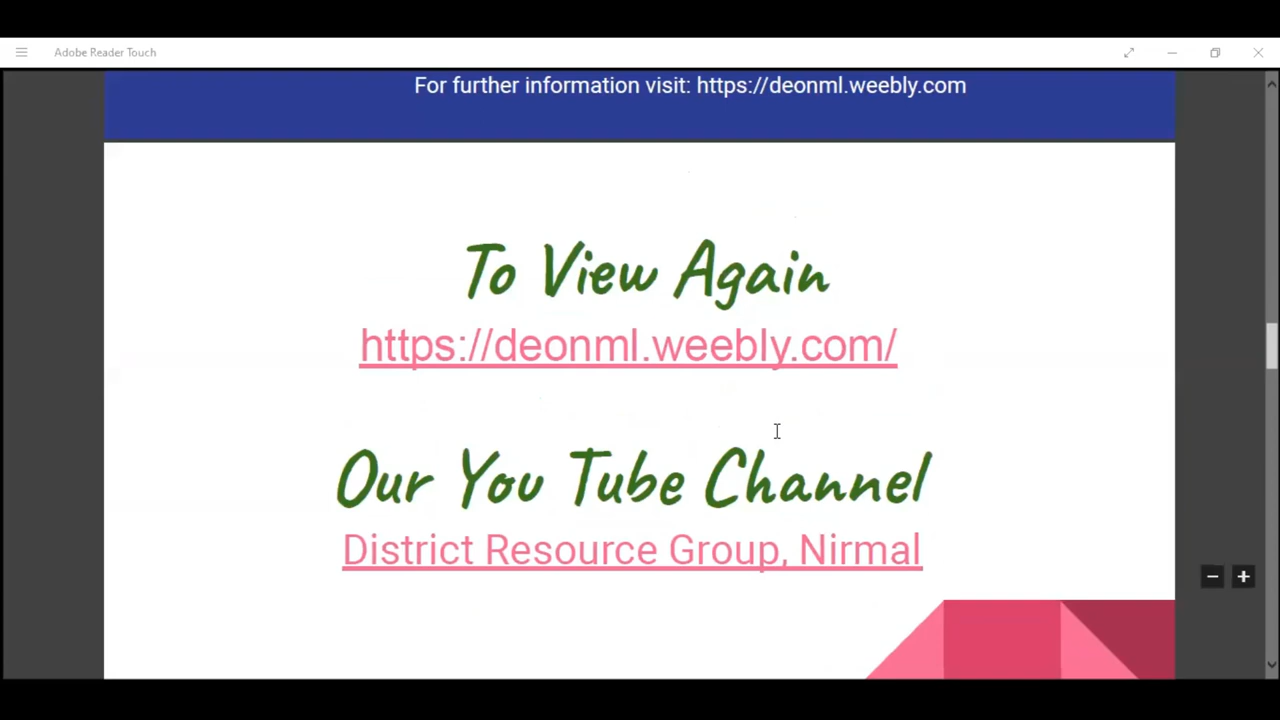 Adobe Reader Touch
For further information visit: https://deonml.weebly.com
To View Again
https://deonml.weebly.com/
Our You Tube Channel
District Resource Group, Nirmal